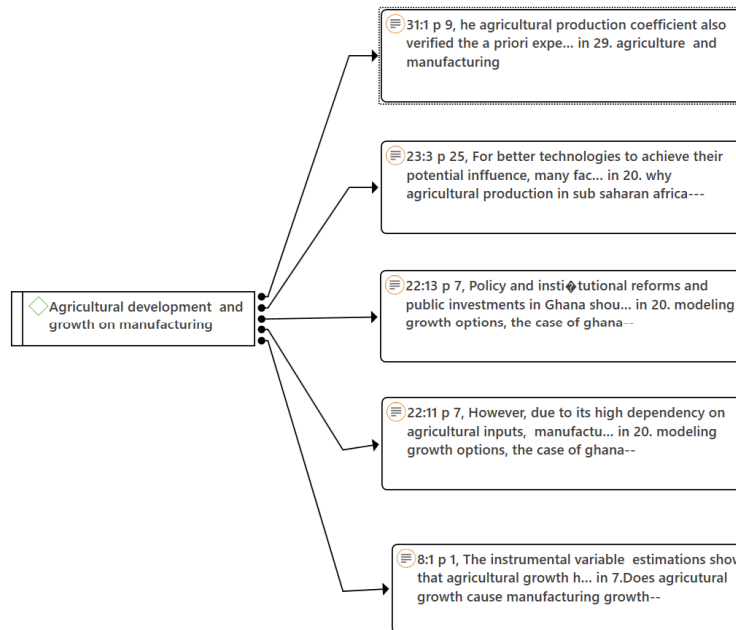 31:1 p 9, he agricultural production coefficient also
verified the a priori expe... in 29. agriculture and
manufacturing
23:3 p 25, For better technologies to achieve their
potential inffuence, many fac... in 20. why
agricultural production in sub saharan africa---
Agricultural development and
growth on manufacturing
22:13 p 7, Policy and insti�tutional reforms and
public investments in Ghana shou... in 20. modeling
growth options, the case of ghana--
22:11 p 7, However, due to its high dependency on
agricultural inputs, manufactu... in 20. modeling
growth options, the case of ghana--
8:1 p 1, The instrumental variable estimations show
that agricultural growth h... in 7.Does agricutural
growth cause manufacturing growth--